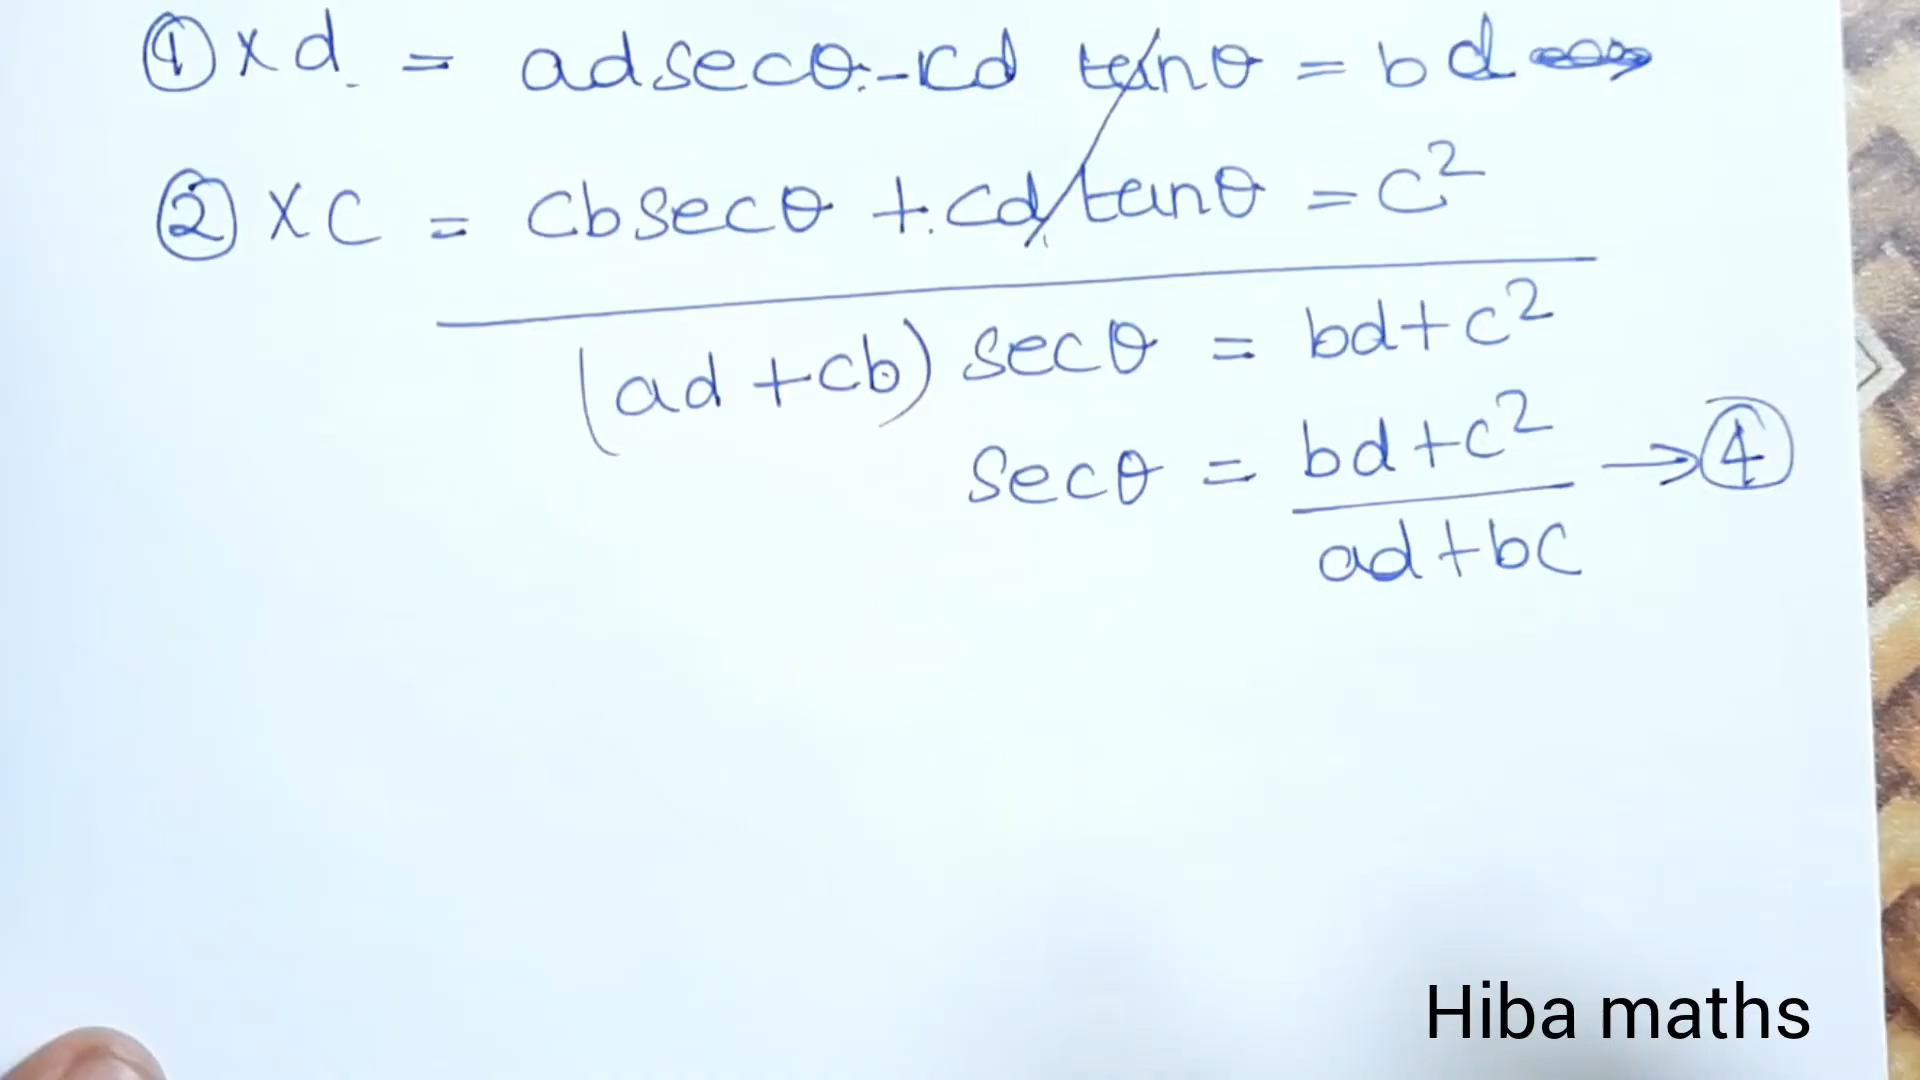 ① × d = ad secθ - cd tanθ = bd
② × c = cb secθ + cd tanθ = c²
(ad + cb) secθ = bd + c²
secθ = bd + c² / ad + bc → ④
Hiba maths